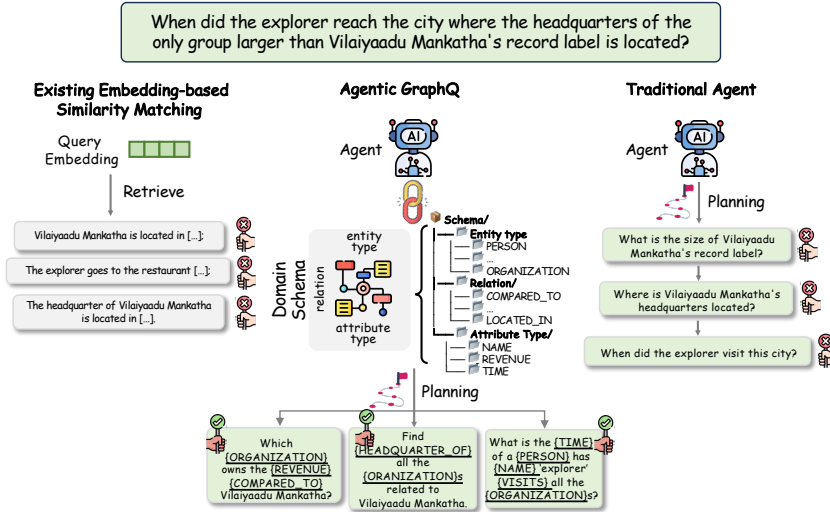 When did the explorer reach the city where the headquarters of the
only group larger than Vilaiyaadu Mankatha's record label is located?
Existing Embedding-based
Similarity Matching
Query
Embedding
Retrieve
Vilaiyaadu Mankatha is located in [...];
The explorer goes to the restaurant [...];
The headquarter of Vilaiyaadu Mankatha
is located in [...],
Agentic GraphQ
Agent
AI
Domain
Schema
entity
type
relation
attribute
type
Schema/
Entity type
PERSON
...
ORGANIZATION
Relation/
COMPARED_TO
...
LOCATED_IN
Attribute Type/
NAME
REVENUE
TIME
Planning
Which
{ORGANIZATION}
owns the {REVENUE}
{COMPARED_TO}
Vilaiyaadu Mankatha?
Find
{HEADQUARTER_OF}
all the
{ORANIZATION}s
related to
Vilaiyaadu Mankatha.
What is the {TIME}
of a {PERSON} has
{NAME} 'explorer'
{VISITS} all the
{ORGANIZATION}s?
Traditional Agent
Agent
AI
Planning
What is the size of Vilaiyaadu
Mankatha's record label?
Where is Vilaiyaadu Mankatha's
headquarters located?
When did the explorer visit this city?